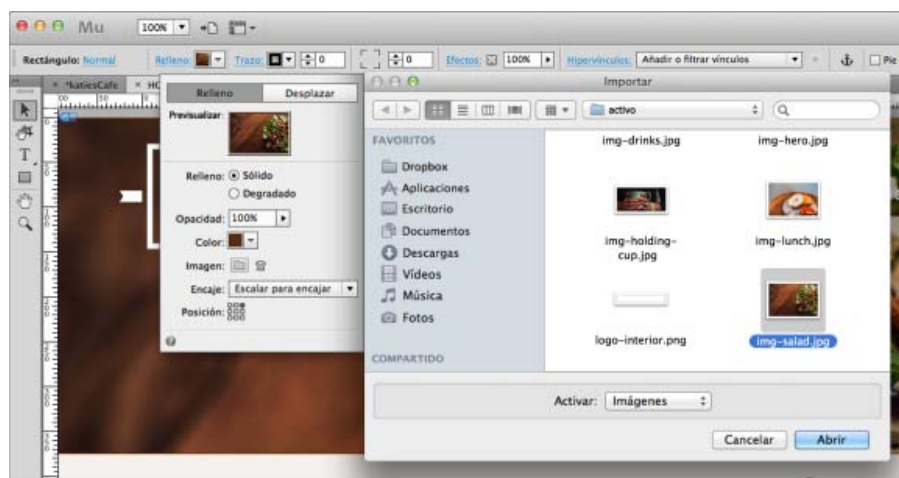 Mu 100%
Rectángulo: Normal Relleno: Trazo: 0 0 Efectos: 100% Hipervínculos: Añadir o filtrar vínculos Pie
*katiesCafe HO
Relleno Desplazar
Previsualizar
Relleno: Sólido
Degradado
Opacidad: 100%
Color:
Imagen:
Encaje: Escalar para encajar
Posición:
Importar
activo
FAVORITOS
Dropbox
Aplicaciones
Escritorio
Documentos
Descargas
Vídeos
Música
Fotos
COMPARTIDO
img-drinks.jpg img-hero.jpg
img-holding-
cup.jpg
img-lunch.jpg
logo-interior.png img-salad.jpg
Activar: Imágenes
Cancelar Abrir